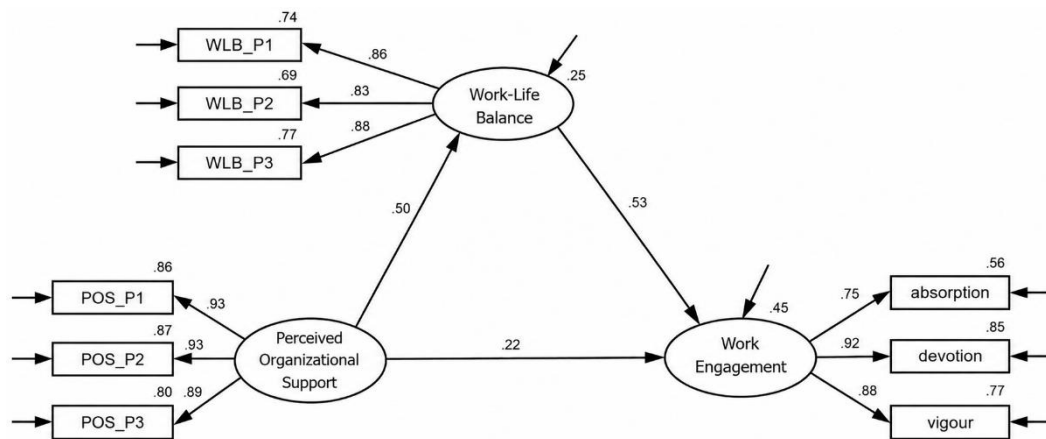 .74
WLB_P1
.86
.69
WLB_P2
.83
.77
WLB_P3
.88
Work-Life
Balance
.25
.50
.53
.86
POS_P1
.93
.87
POS_P2
.93
.80
POS_P3
.89
Perceived
Organizational
Support
.22
Work
Engagement
.45
.56
absorption
.75
.85
devotion
.92
.77
vigour
.88